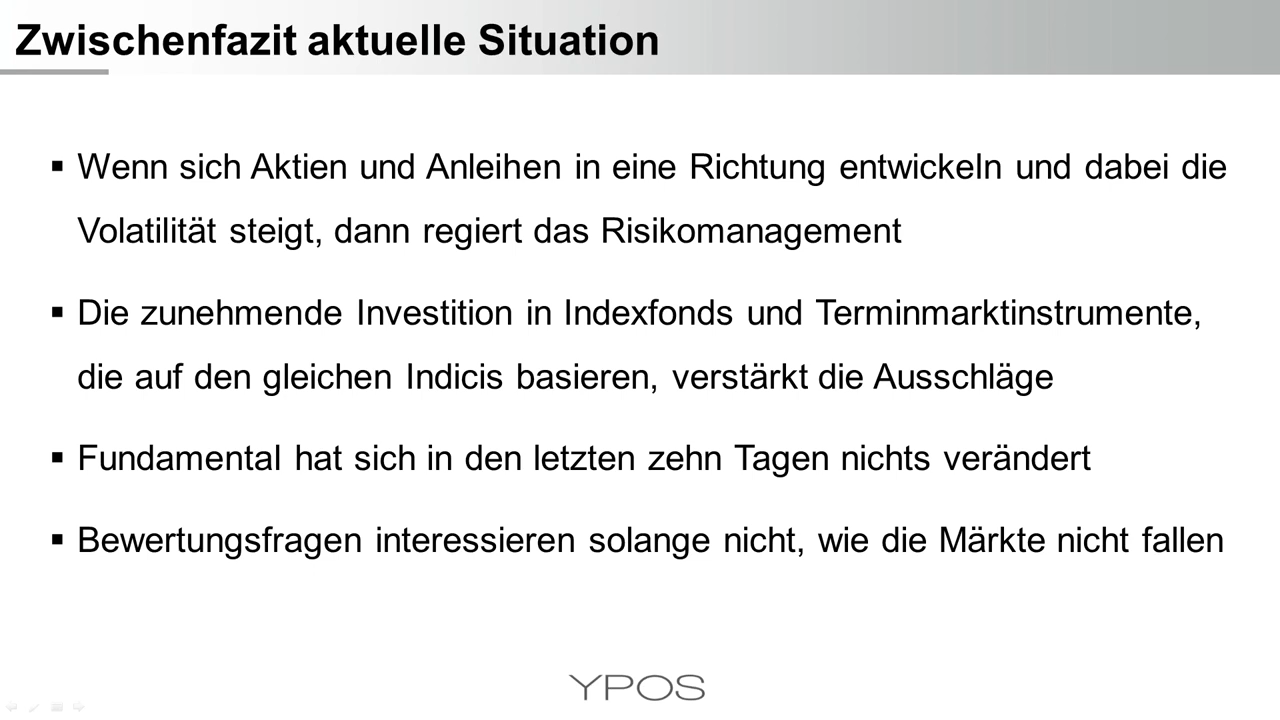 Zwischenfazit aktuelle Situation
▪ Wenn sich Aktien und Anleihen in eine Richtung entwickeln und dabei die
Volatilität steigt, dann regiert das Risikomanagement
▪ Die zunehmende Investition in Indexfonds und Terminmarktinstrumente,
die auf den gleichen Indicis basieren, verstärkt die Ausschläge
▪ Fundamental hat sich in den letzten zehn Tagen nichts verändert
▪ Bewertungsfragen interessieren solange nicht, wie die Märkte nicht fallen
YPOS